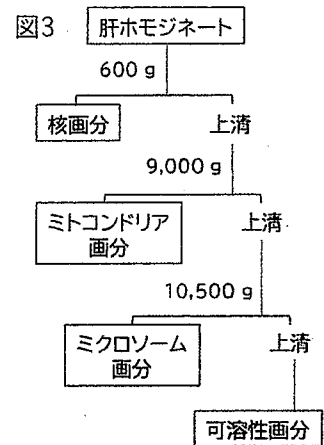 図3
肝ホモジネート
600 g
核画分
上清
9,000 g
ミトコンドリア
画分
上清
10,500 g
ミクロソーム
画分
上清
可溶性画分